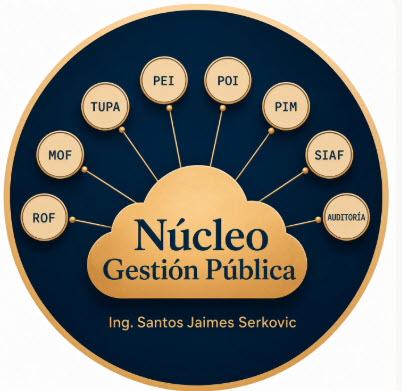 PEI
POI
TUPA
PIM
MOF
SIAF
ROF
AUDITORÍA
Núcleo
Gestión Pública
Ing. Santos Jaimes Serkovic